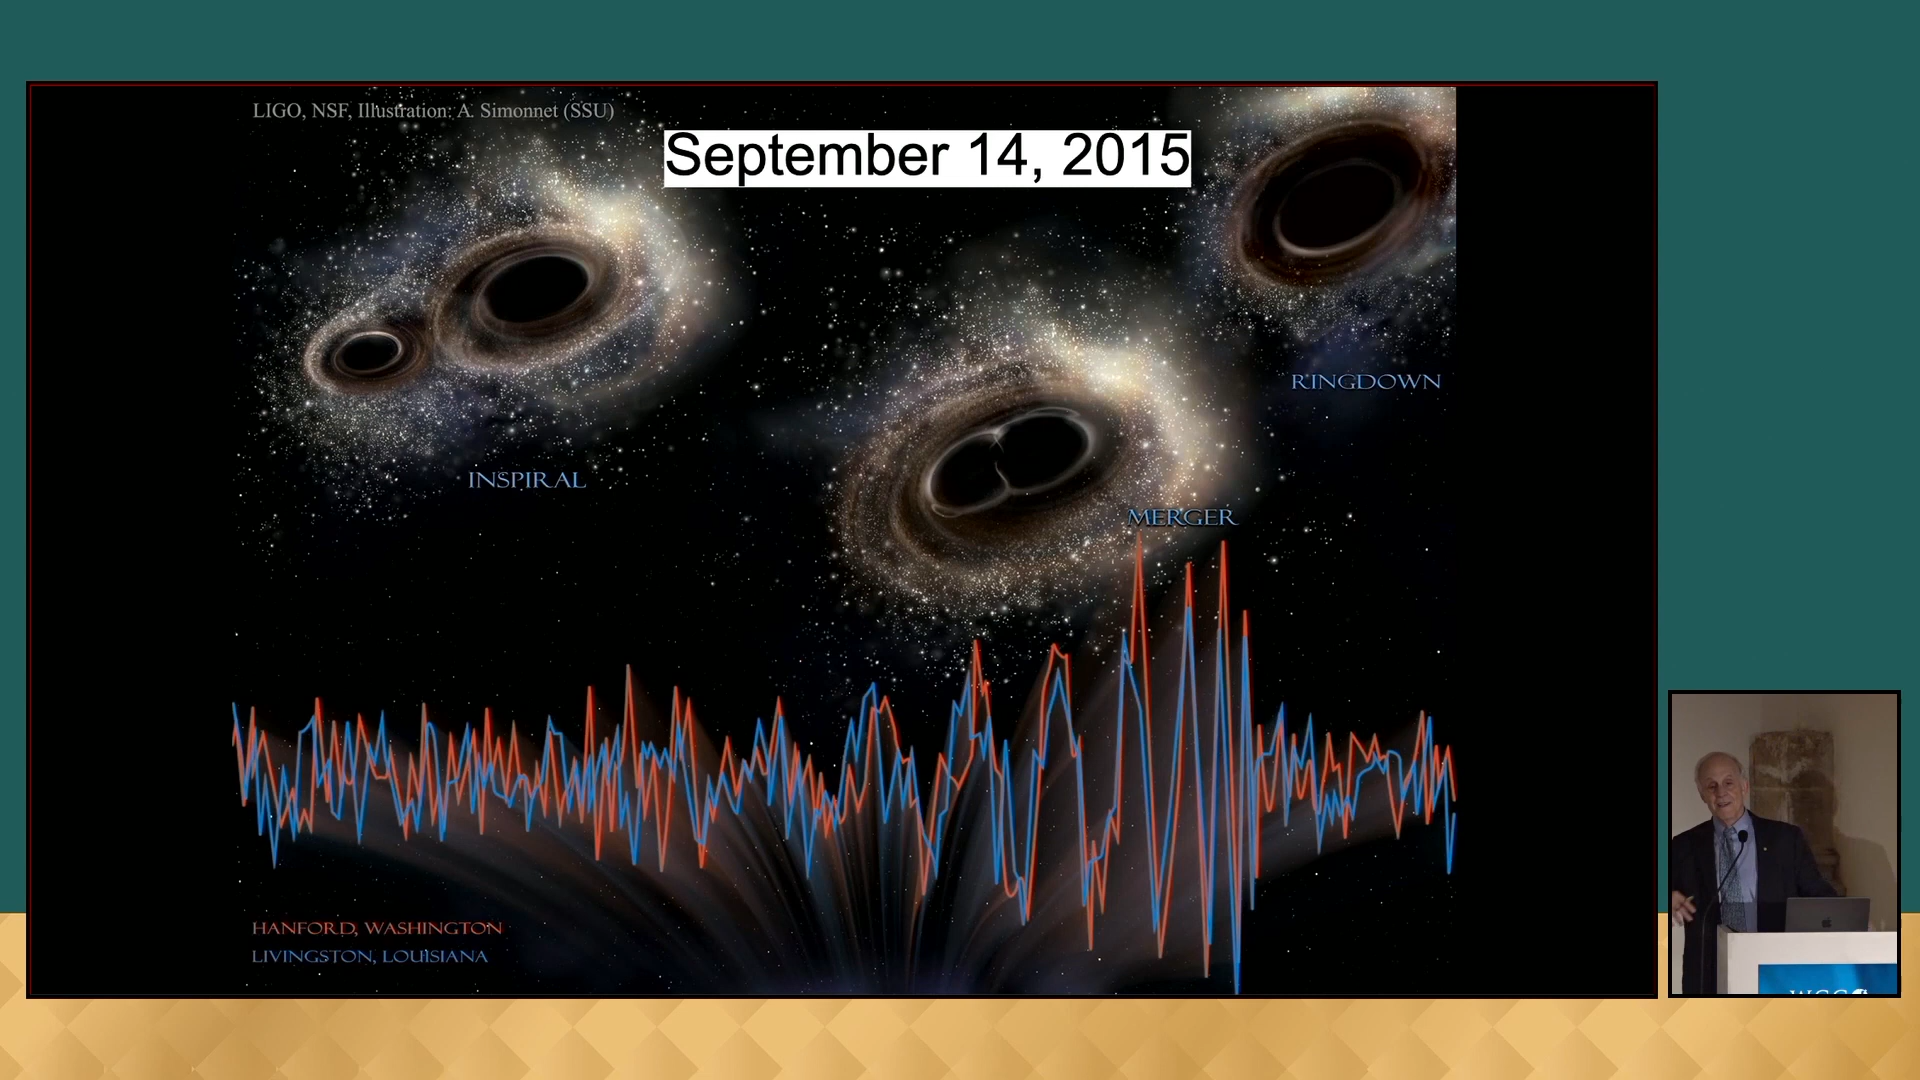 LIGO, NSF, Illustration: A. Simonnet (SSU)
September 14, 2015
RINGDOWN
INSPIRAL
MERGER
HANFORD, WASHINGTON
LIVINGSTON, LOUISIANA